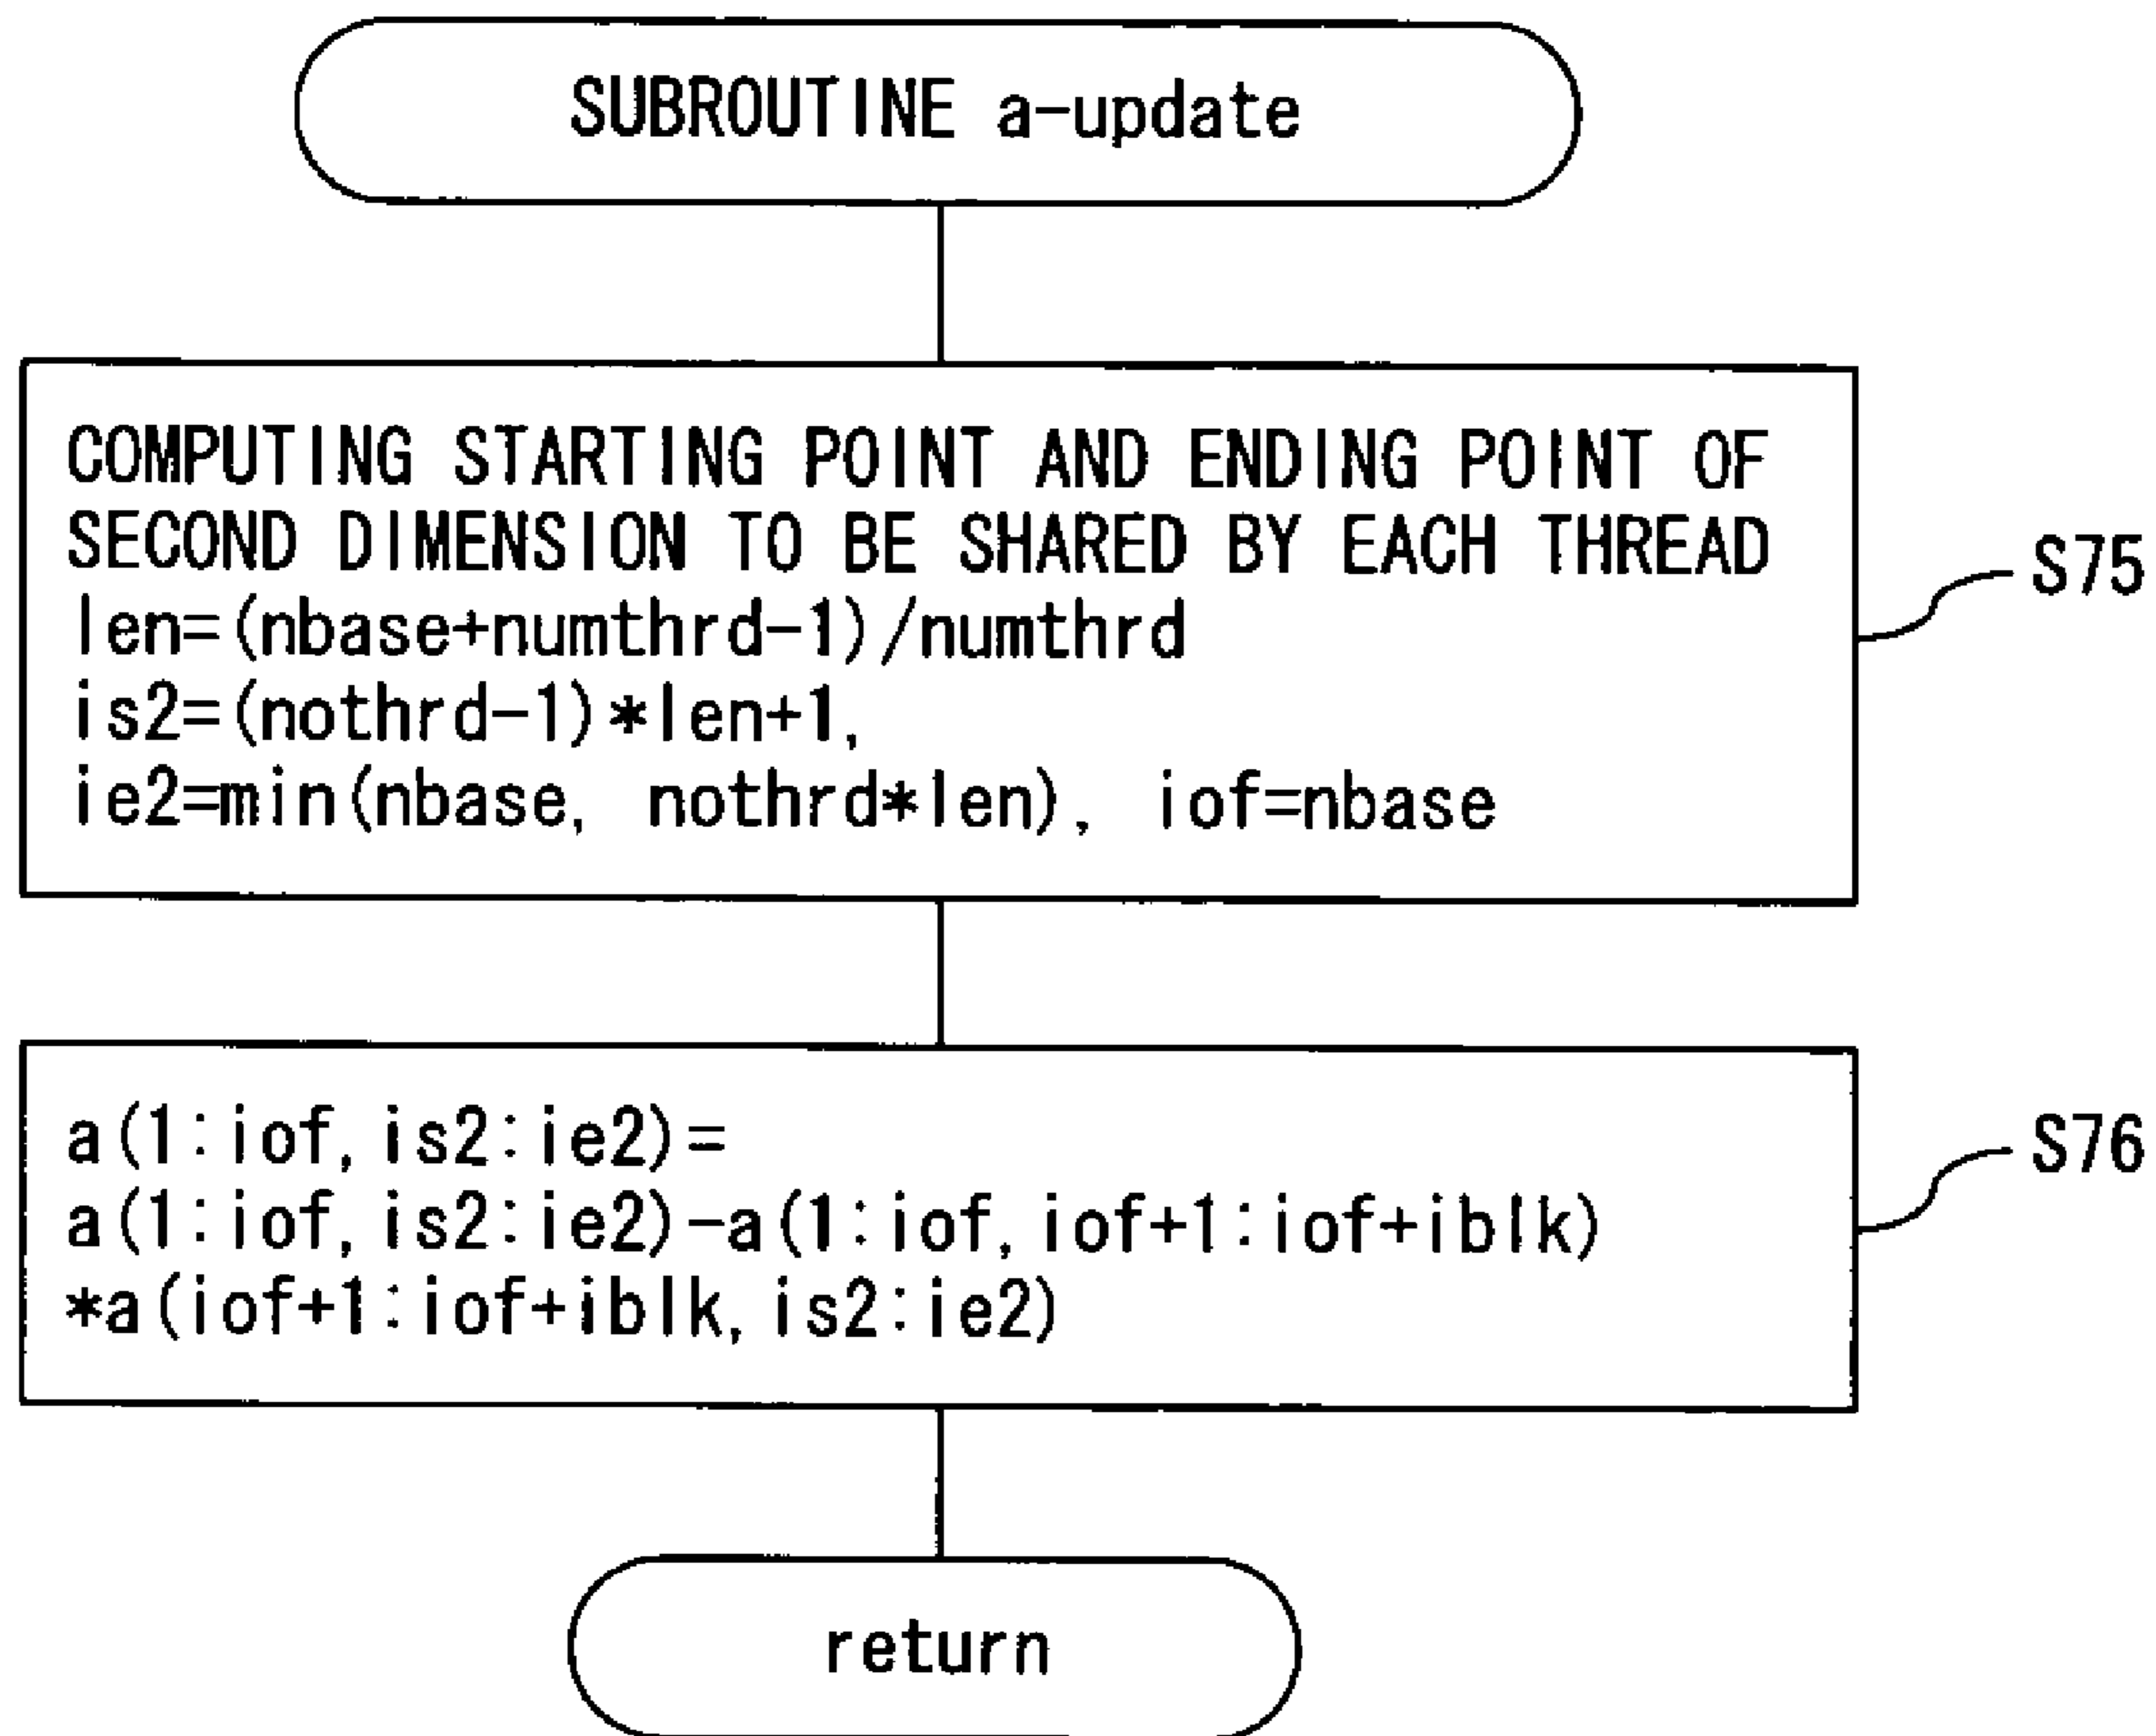 SUBROUTINE a-update
COMPUTING STARTING POINT AND ENDING POINT OF
SECOND DIMENSION TO BE SHARED BY EACH THREAD
len=(nbase+numthrd-1)/numthrd
is2=(nothrd-1)*len+1,
ie2=min(nbase, nothrd*len), iof=nbase
S75
a(1:iof,is2:ie2)=
a(1:iof,is2:ie2)-a(1:iof,iof+1:iof+iblk)
*a(iof+1:iof+iblk,is2:ie2)
S76
return